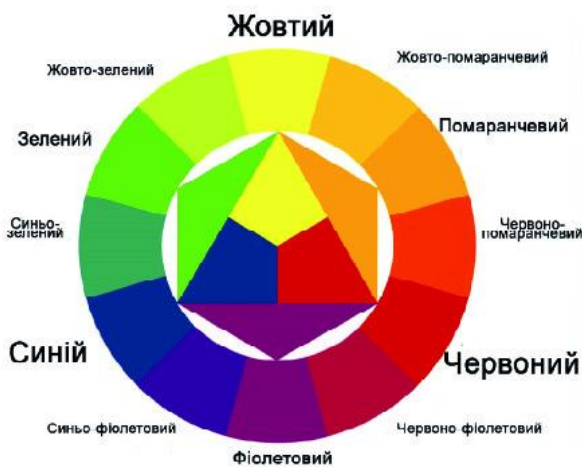 Жовтий
Жовто-зелений
Жовто-помаранчевий
Зелений
Помаранчевий
Синьо-
зелений
Червоно-
помаранчевий
Синій
Червоний
Синьо фіолетовий
Червоно-фіолетовий
Фіолетовий